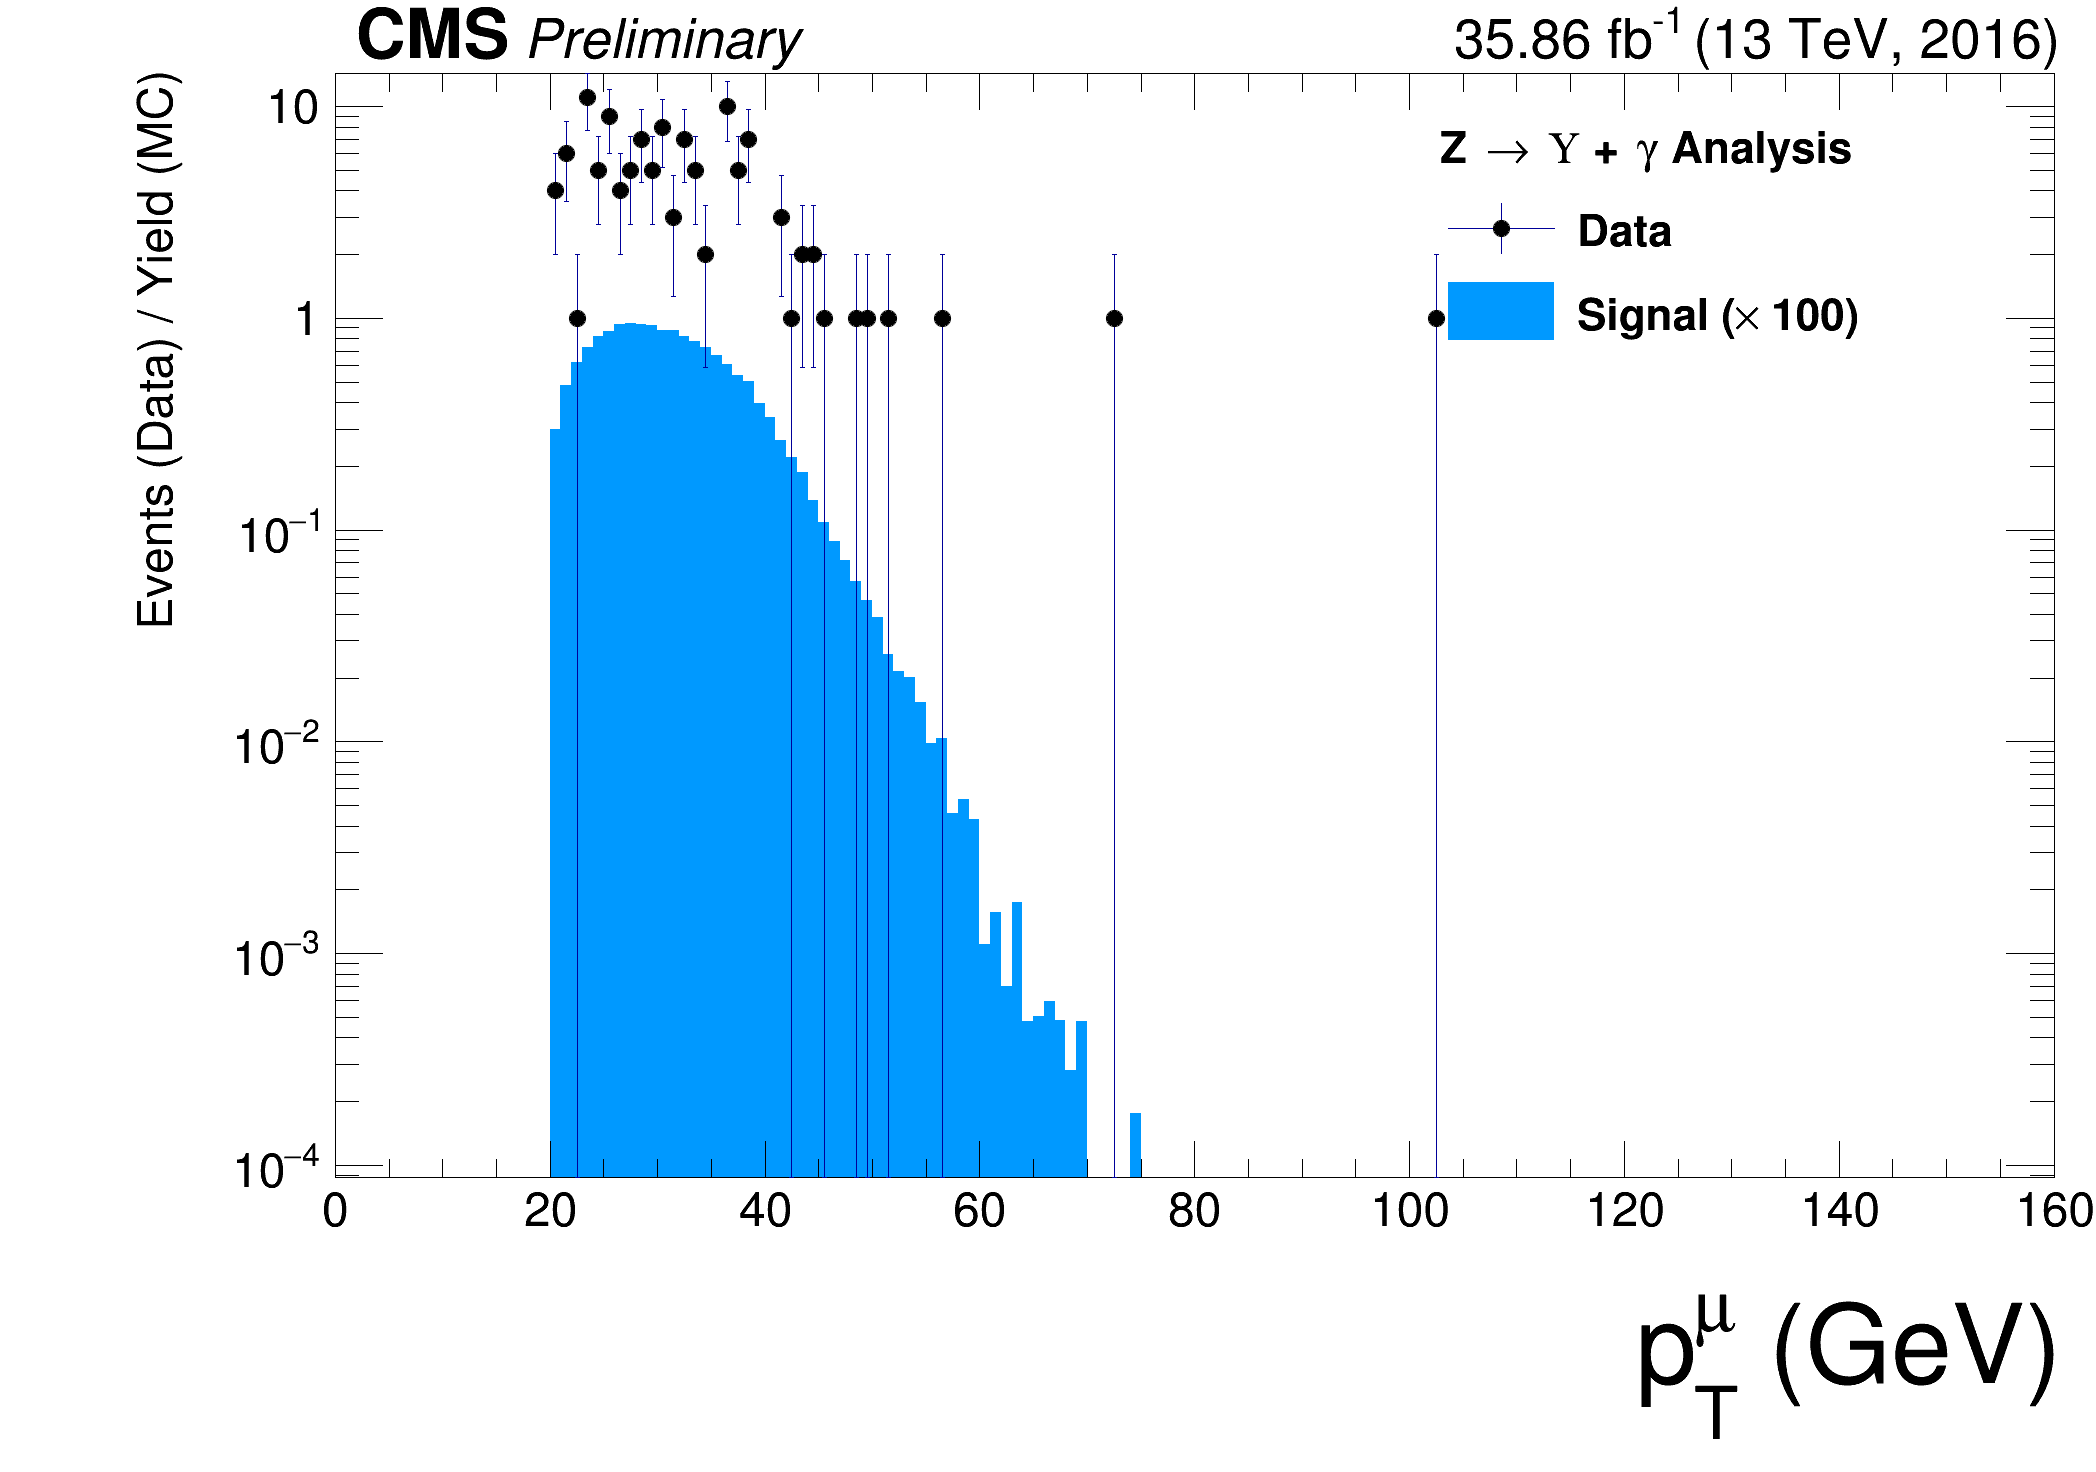 CMS Preliminary
35.86 fb⁻¹ (13 TeV, 2016)
Events (Data) / Yield (MC)
Z → ϒ + γ Analysis
Data
Signal (× 100)
10
1
10⁻¹
10⁻²
10⁻³
10⁻⁴
0 20 40 60 80 100 120 140 160
p_T^μ (GeV)